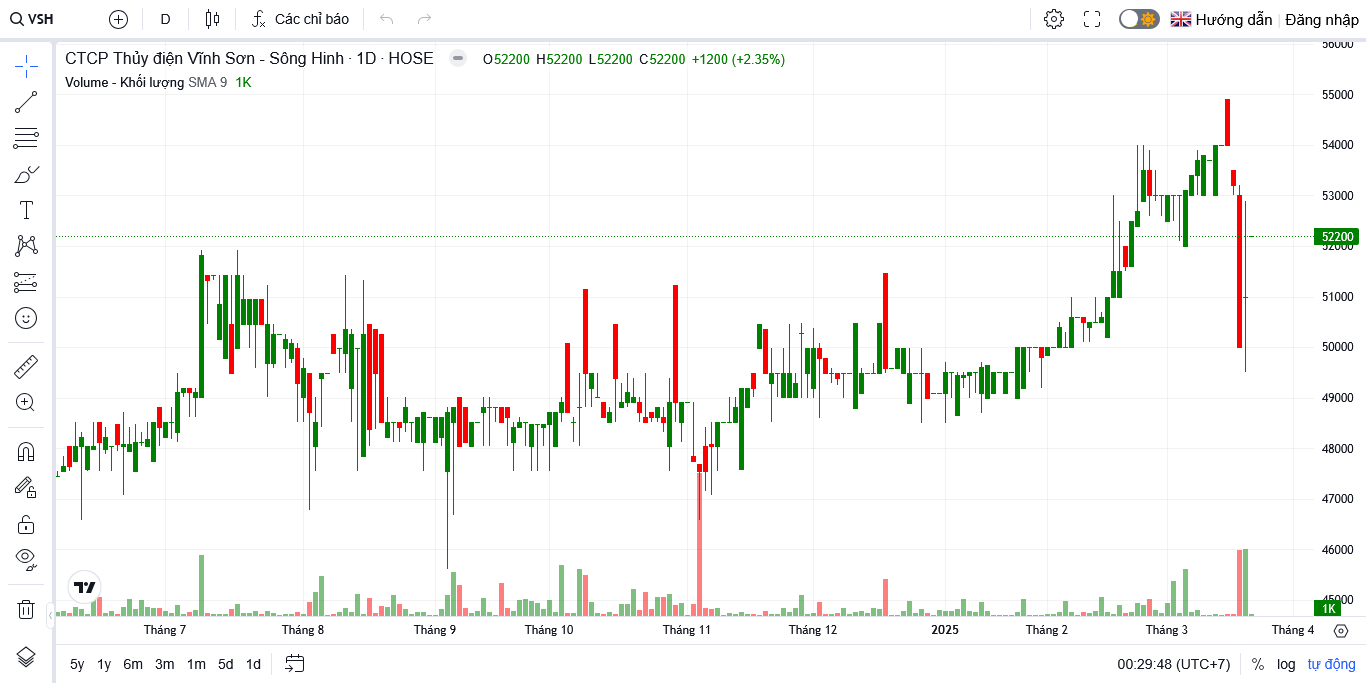 VSH D Các chỉ báo Hướng dẫn Đăng nhập
CTCP Thủy điện Vĩnh Sơn - Sông Hinh · 1D · HOSE O52200 H52200 L52200 C52200 +1200 (+2.35%)
Volume - Khối lượng SMA 9 1K
56000
55000
54000
53000
52200
52000
51000
50000
49000
48000
47000
46000
45000
1K
Tháng 7 Tháng 8 Tháng 9 Tháng 10 Tháng 11 Tháng 12 2025 Tháng 2 Tháng 3 Tháng 4
5y 1y 6m 3m 1m 5d 1d 00:29:48 (UTC+7) % log tự động